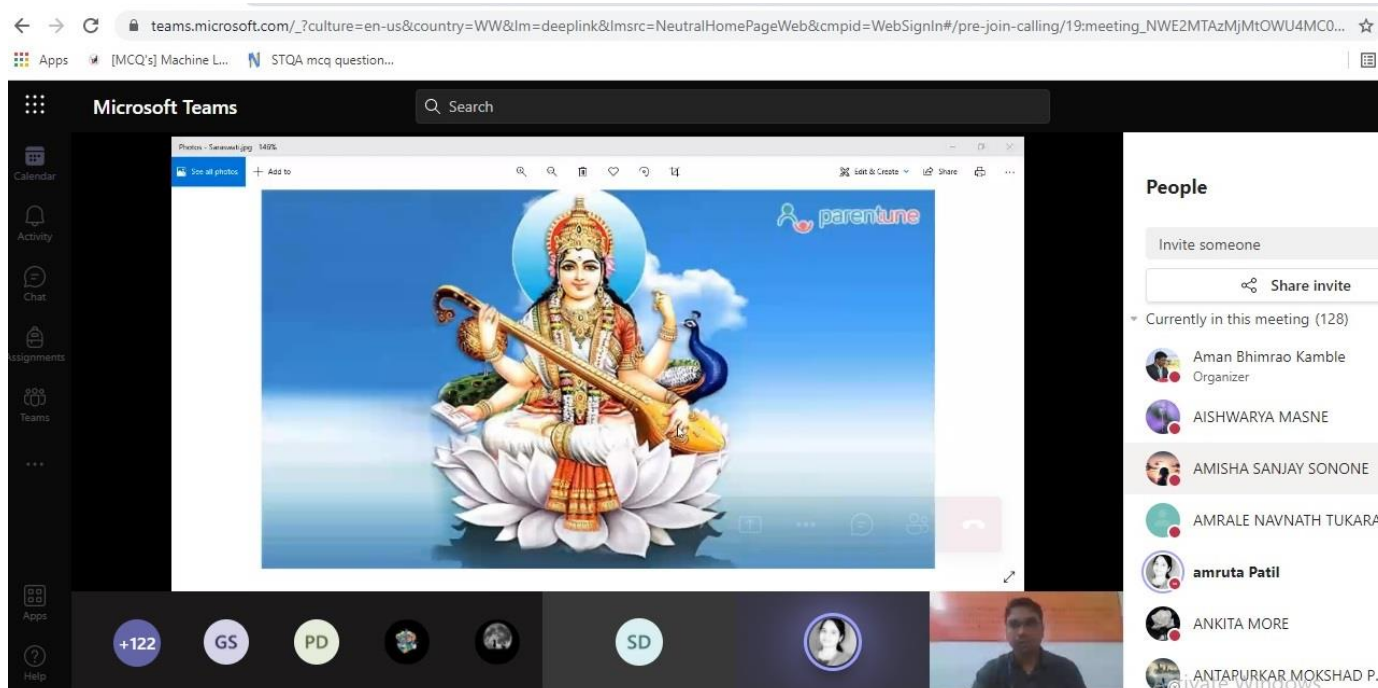 teams.microsoft.com/_?culture=en-us&country=WW&lm=deeplink&lmsrc=NeutralHomePageWeb&cmpid=WebSignIn#/pre-join-calling/19:meeting_NWE2MTAzMjMtOWU4MC0...
Apps [MCQ's] Machine L... STQA mcq question...
Microsoft Teams Search
Photos - Saraswati.jpg 146%
See all photos + Add to Edit & Create Share
parentune
Calendar
Activity
Chat
Assignments
Teams
Apps
Help
People
Invite someone
Share invite
Currently in this meeting (128)
Aman Bhimrao Kamble
Organizer
AISHWARYA MASNE
AMISHA SANJAY SONONE
AMRALE NAVNATH TUKARA
amruta Patil
ANKITA MORE
ANTAPURKAR MOKSHAD P.
+122 GS PD SD